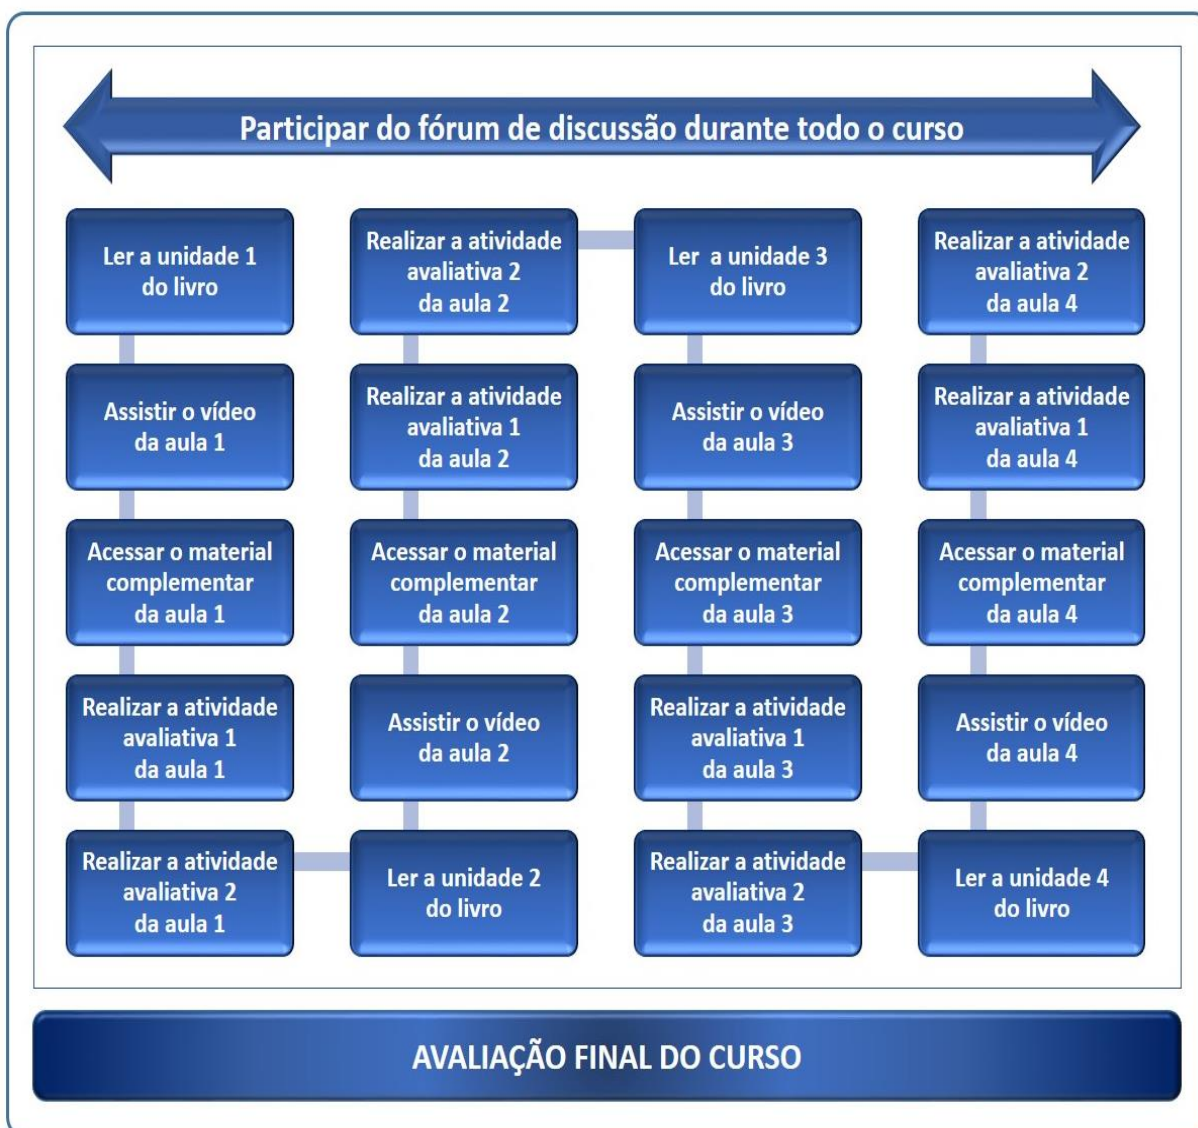 Participar do fórum de discussão durante todo o curso
Ler a unidade 1
do livro
Assistir o vídeo
da aula 1
Acessar o material
complementar
da aula 1
Realizar a atividade
avaliativa 1
da aula 1
Realizar a atividade
avaliativa 2
da aula 1
Ler a unidade 2
do livro
Assistir o vídeo
da aula 2
Acessar o material
complementar
da aula 2
Realizar a atividade
avaliativa 1
da aula 2
Realizar a atividade
avaliativa 2
da aula 2
Ler a unidade 3
do livro
Assistir o vídeo
da aula 3
Acessar o material
complementar
da aula 3
Realizar a atividade
avaliativa 1
da aula 3
Realizar a atividade
avaliativa 2
da aula 3
Ler a unidade 4
do livro
Assistir o vídeo
da aula 4
Acessar o material
complementar
da aula 4
Realizar a atividade
avaliativa 1
da aula 4
Realizar a atividade
avaliativa 2
da aula 4
AVALIAÇÃO FINAL DO CURSO